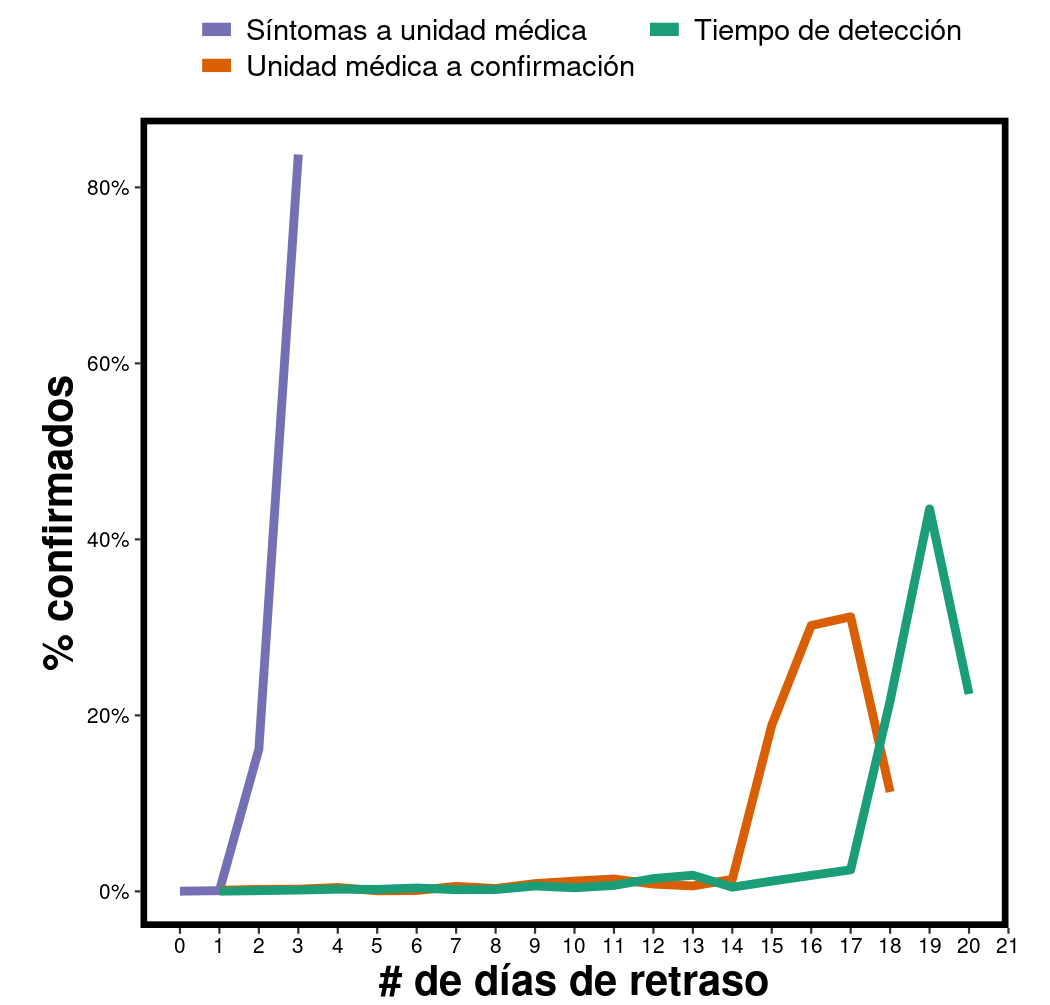 Síntomas a unidad médica
Tiempo de detección
Unidad médica a confirmación
80%
60%
40%
20%
0%
% confirmados
0 1 2 3 4 5 6 7 8 9 10 11 12 13 14 15 16 17 18 19 20 21
# de días de retraso